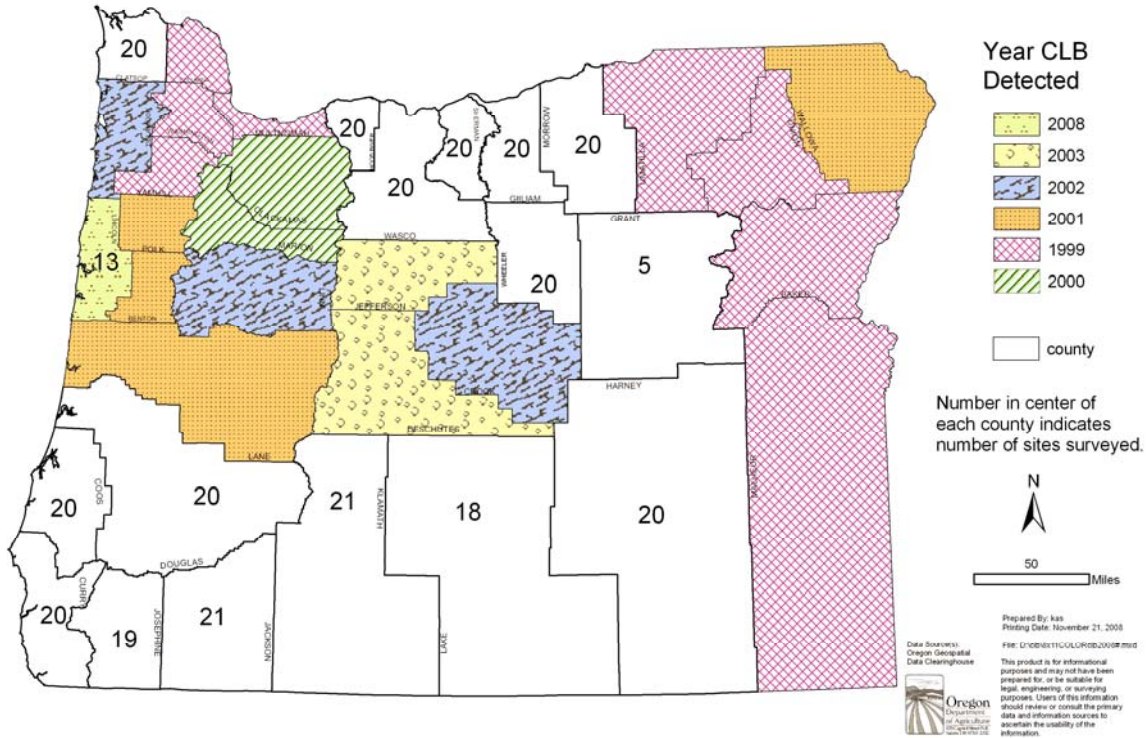 Year CLB
Detected
2008
2003
2002
2001
1999
2000
county
Number in center of
each county indicates
number of sites surveyed.
N
50
Miles
Prepared By: kas
Printing Date: November 21, 2008
Data Source(s):
Oregon Geospatial
Data Clearinghouse
This product is for informational
purposes and may not have been
prepared for, or be suitable for
legal, engineering, or surveying
purposes. Users of this information
should review or consult the primary
data and information sources to
ascertain the usability of the
information.
Oregon
Department
of Agriculture
20
CLATSOP
YAMHILL
CLACKAMAS
MARION
POLK
13
BENTON
LANE
20
WASCO
20
SHERMAN
20
20
GILLIAM
MORROW
20
UNION
WALLOWA
GRANT
5
WHEELER
20
JEFFERSON
CROOK
DESCHUTES
BAKER
HARNEY
20
COOS
20
20
DOUGLAS
CURRY
20
19
JOSEPHINE
21
JACKSON
21
KLAMATH
18
LAKE
MALHEUR